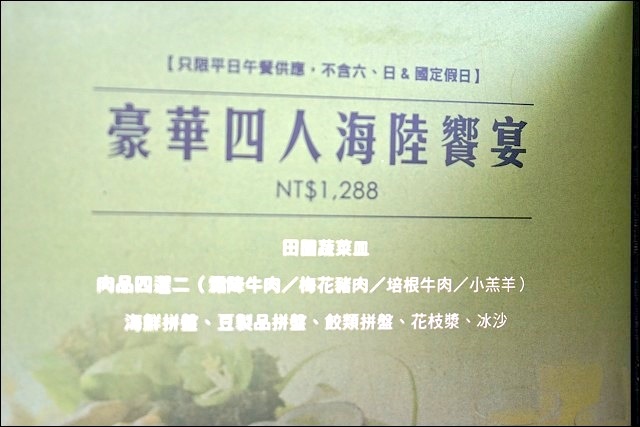 【只限平日午餐供應，不含六、日 & 國定假日】
豪華四人海陸饗宴
NT$1,288
田園蔬菜皿
肉品四選二（霜降牛肉／梅花豬肉／培根牛肉／小羔羊）
海鮮拼盤、豆製品拼盤、餃類拼盤、花枝漿、冰沙